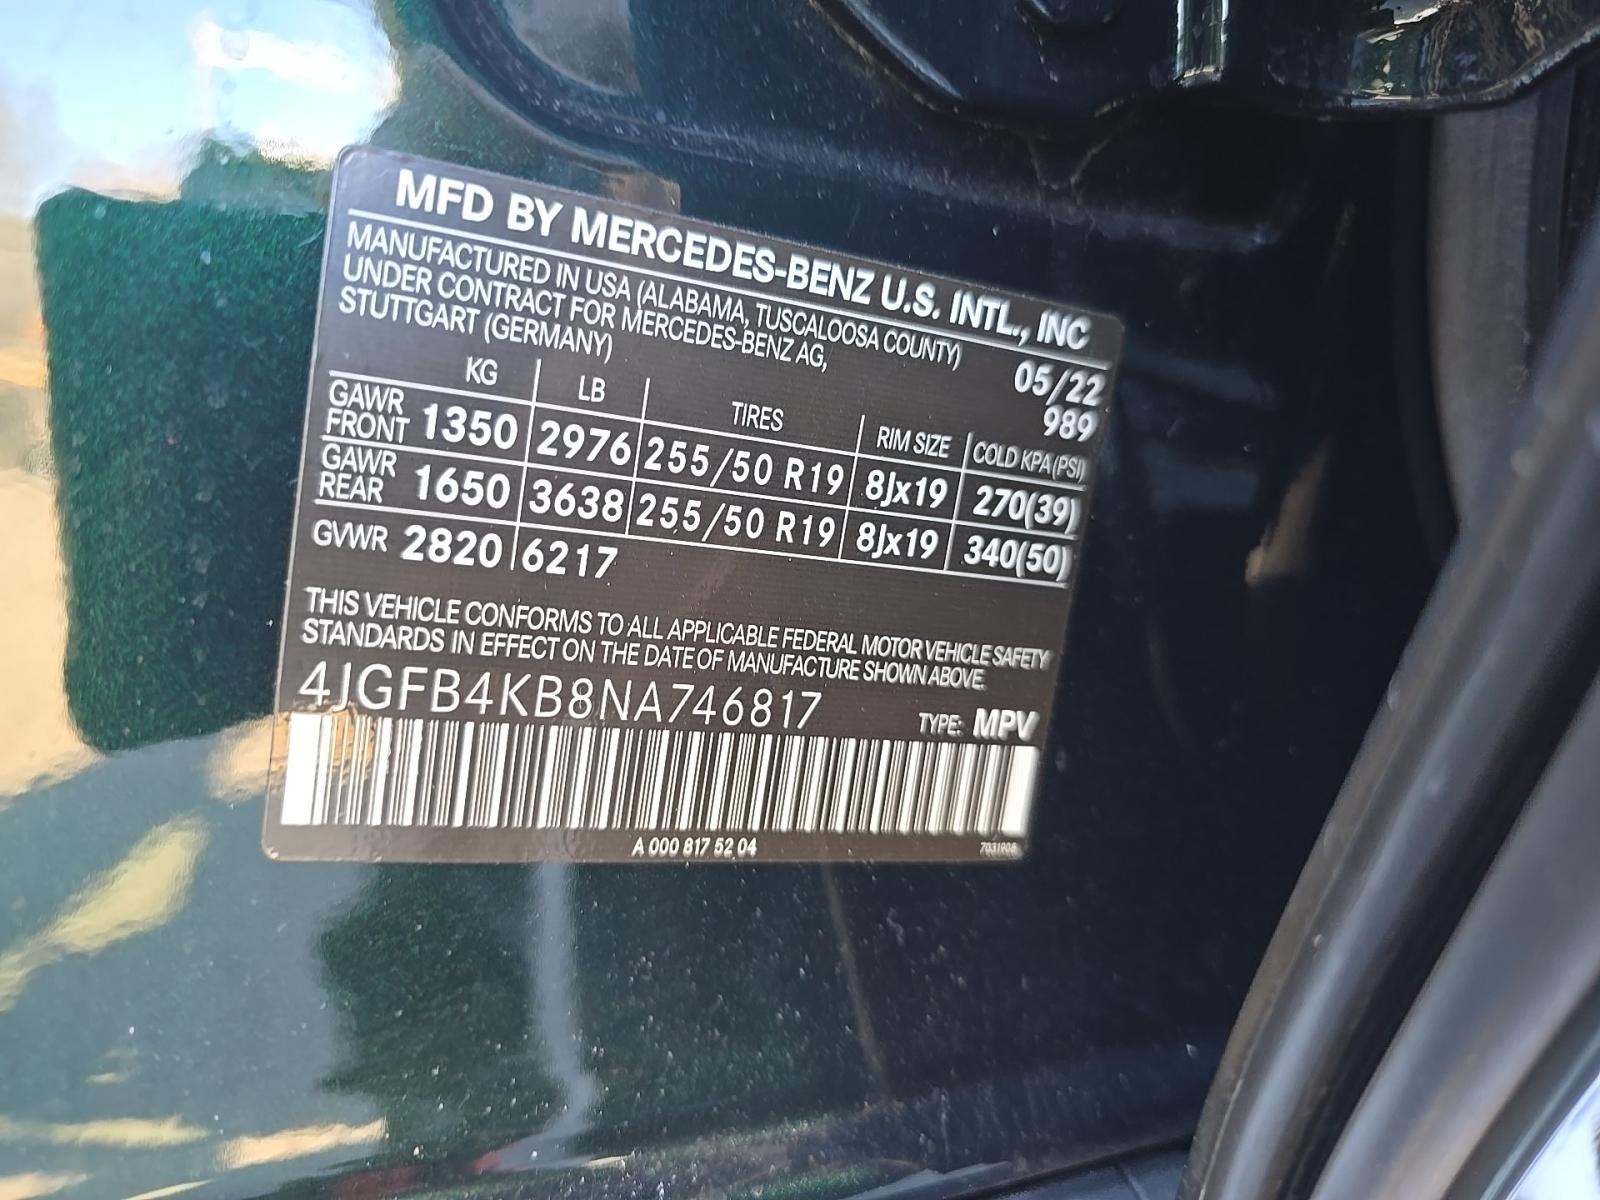 MFD BY MERCEDES-BENZ U.S. INTL., INC
MANUFACTURED IN USA (ALABAMA, TUSCALOOSA COUNTY)
UNDER CONTRACT FOR MERCEDES-BENZ AG,
STUTTGART (GERMANY)
05/22
989
KG LB TIRES RIM SIZE COLD KPA (PSI)
GAWR FRONT 1350 2976 255/50 R19 8Jx19 270(39)
GAWR REAR 1650 3638 255/50 R19 8Jx19 340(50)
GVWR 2820 6217
THIS VEHICLE CONFORMS TO ALL APPLICABLE FEDERAL MOTOR VEHICLE SAFETY
STANDARDS IN EFFECT ON THE DATE OF MANUFACTURE SHOWN ABOVE.
4JGFB4KB8NA746817
TYPE: MPV
A 000 817 52 04
7031908